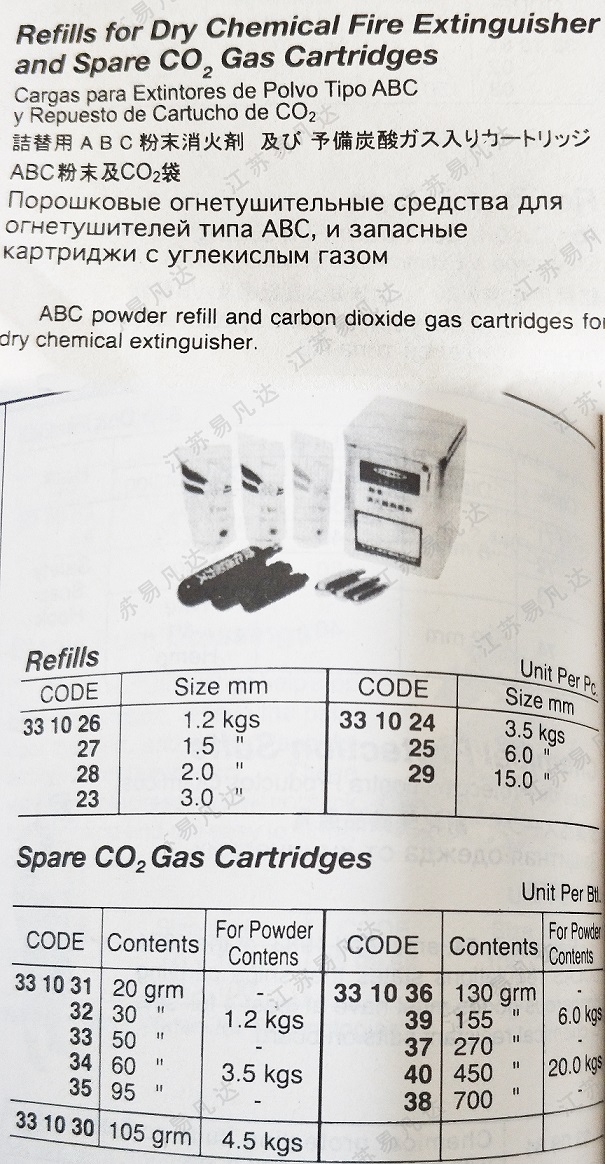 Refills for Dry Chemical Fire Extinguisher
and Spare CO₂ Gas Cartridges
Cargas para Extintores de Polvo Tipo ABC
y Repuesto de Cartucho de CO₂
詰替用 A B C 粉末消火剤 及び 予備炭酸ガス入りカートリッジ
ABC粉末及CO₂袋
Порошковые огнетушительные средства для
огнетушителей типа ABC, и запасные
картриджи с углекислым газом
ABC powder refill and carbon dioxide gas cartridges for
dry chemical extinguisher.
Refills
Unit Per Pc.
CODE Size mm CODE Size mm
33 10 26 1.2 kgs 33 10 24 3.5 kgs
27 1.5 " 25 6.0 "
28 2.0 " 29 15.0 "
23 3.0 "
Spare CO₂ Gas Cartridges
Unit Per Btl.
CODE Contents For Powder Contens CODE Contents For Powder Contents
33 10 31 20 grm - 33 10 36 130 grm -
32 30 " 1.2 kgs 39 155 " 6.0 kgs
33 50 " - 37 270 " -
34 60 " 3.5 kgs 40 450 " 20.0 kgs
35 95 " - 38 700 " -
33 10 30 105 grm 4.5 kgs
江苏易凡达